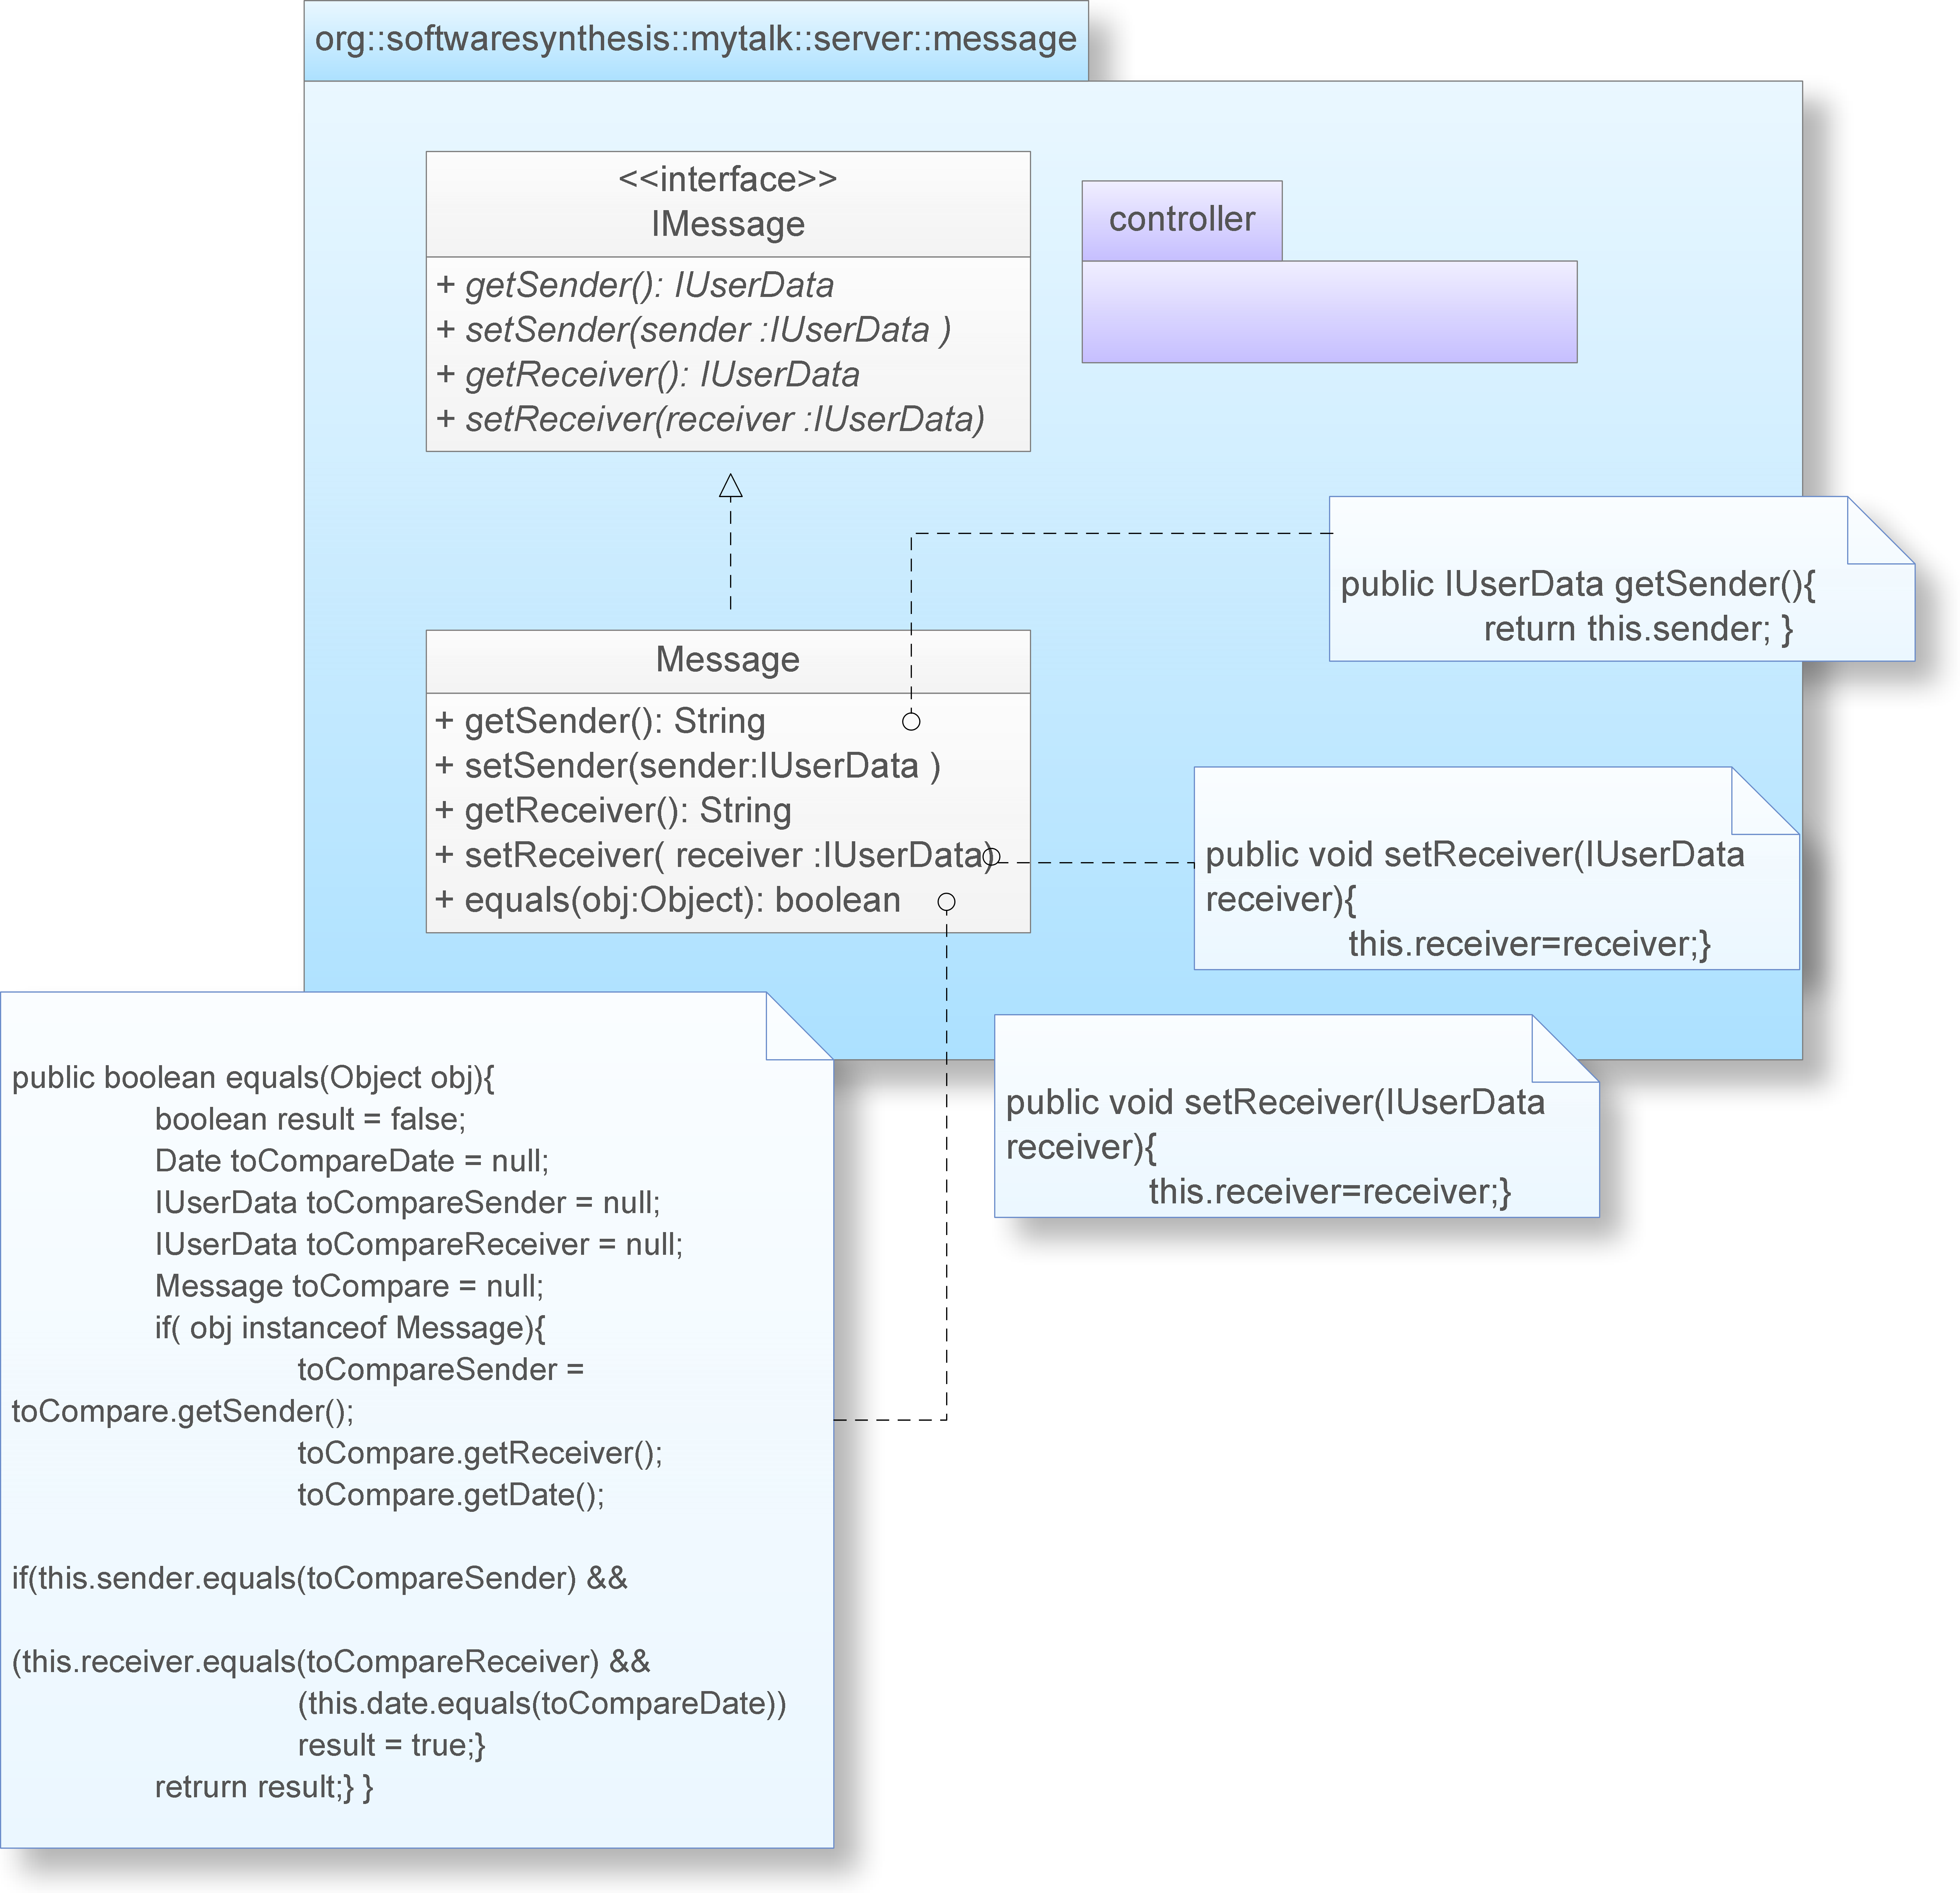 org::softwaresynthesis::mytalk::server::message
<<interface>>
IMessage
+ getSender(): IUserData
+ setSender(sender :IUserData )
+ getReceiver(): IUserData
+ setReceiver(receiver :IUserData)
controller
public IUserData getSender(){
return this.sender; }
Message
+ getSender(): String
+ setSender(sender:IUserData )
+ getReceiver(): String
+ setReceiver( receiver :IUserData)
+ equals(obj:Object): boolean
public void setReceiver(IUserData
receiver){
this.receiver=receiver;}
public void setReceiver(IUserData
receiver){
this.receiver=receiver;}
public boolean equals(Object obj){
boolean result = false;
Date toCompareDate = null;
IUserData toCompareSender = null;
IUserData toCompareReceiver = null;
Message toCompare = null;
if( obj instanceof Message){
toCompareSender =
toCompare.getSender();
toCompare.getReceiver();
toCompare.getDate();
if(this.sender.equals(toCompareSender) &&
(this.receiver.equals(toCompareReceiver) &&
(this.date.equals(toCompareDate))
result = true;}
retrurn result;} }